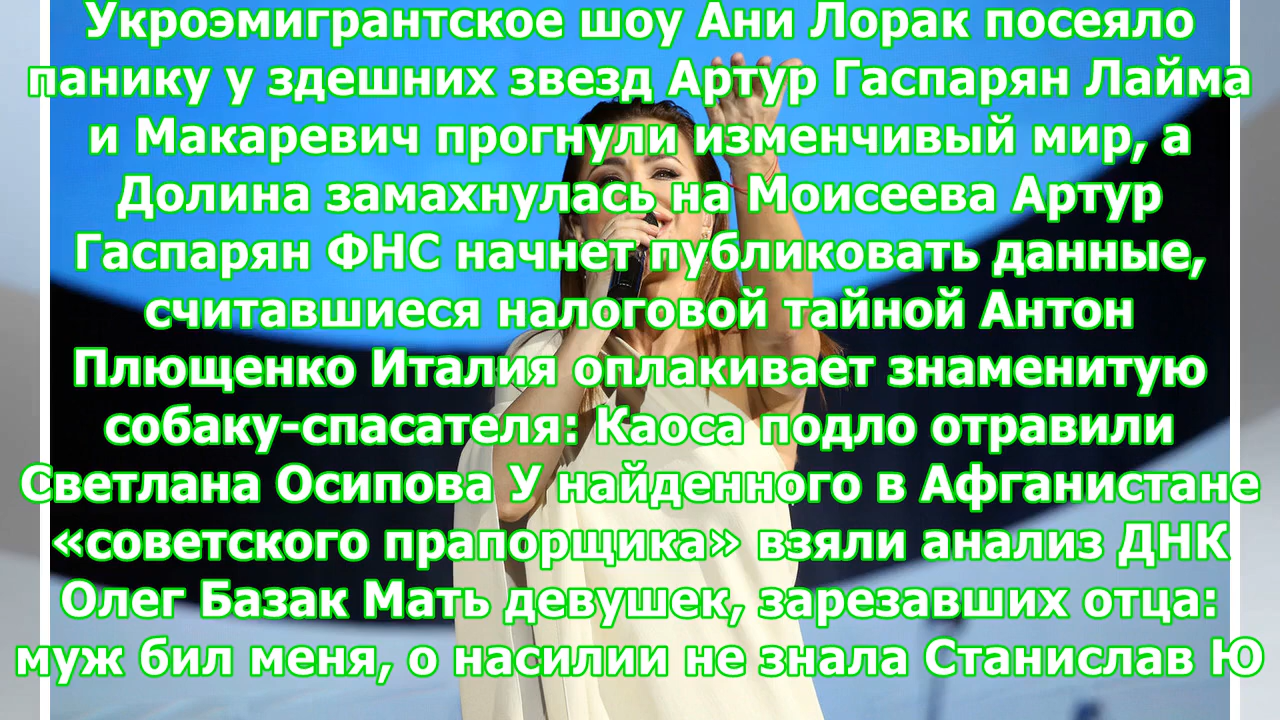 Укроэмигрантское шоу Ани Лорак посеяло
панику у здешних звезд Артур Гаспарян Лайма
и Макаревич прогнули изменчивый мир, а
Долина замахнулась на Моисеева Артур
Гаспарян ФНС начнет публиковать данные,
считавшиеся налоговой тайной Антон
Плющенко Италия оплакивает знаменитую
собаку-спасателя: Каоса подло отравили
Светлана Осипова У найденного в Афганистане
«советского прапорщика» взяли анализ ДНК
Олег Базак Мать девушек, зарезавших отца:
муж бил меня, о насилии не знала Станислав Ю